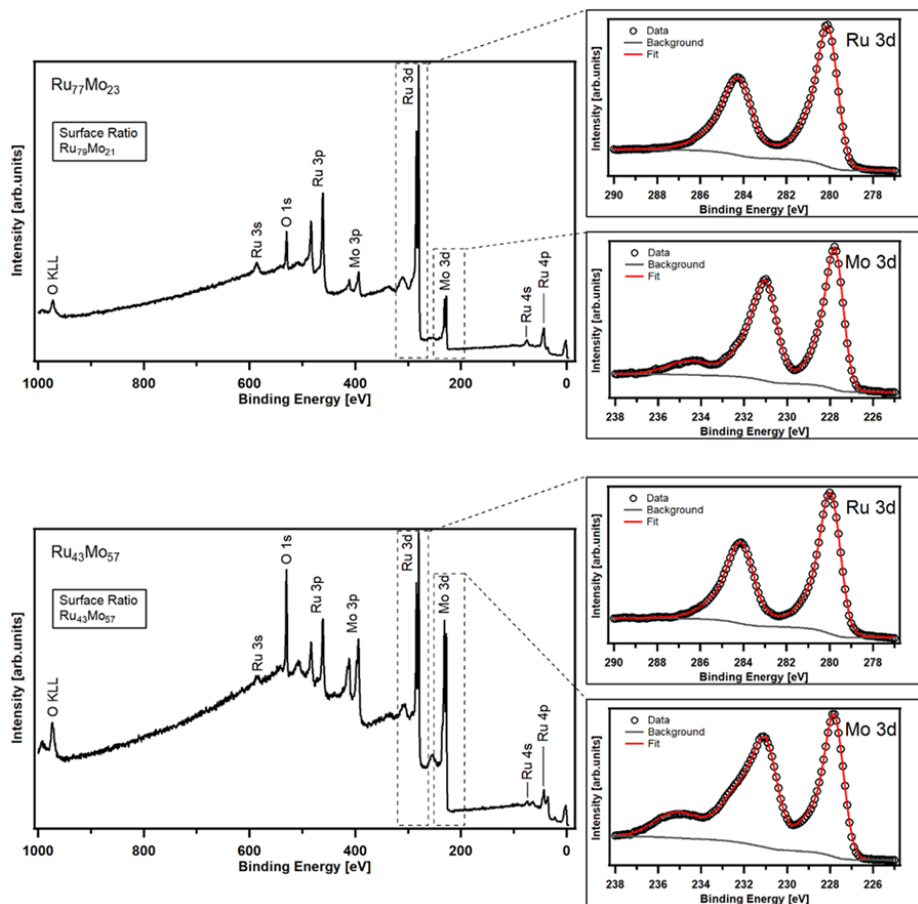 Ru77Mo23
Surface Ratio
Ru79Mo21
O KLL
Ru 3s
O 1s
Ru 3p
Mo 3p
Ru 3d
Mo 3d
Ru 4s
Ru 4p
Intensity [arb.units]
1000 800 600 400 200 0
Binding Energy [eV]
Ru 3d
Data
Background
Fit
Intensity [arb.units]
290 288 286 284 282 280 278
Binding Energy [eV]
Mo 3d
Data
Background
Fit
Intensity [arb.units]
238 236 234 232 230 228 226
Binding Energy [eV]
Ru43Mo57
Surface Ratio
Ru43Mo57
O KLL
Ru 3s
O 1s
Ru 3p
Mo 3p
Ru 3d
Mo 3d
Ru 4s
Ru 4p
Intensity [arb.units]
1000 800 600 400 200 0
Binding Energy [eV]
Ru 3d
Data
Background
Fit
Intensity [arb.units]
290 288 286 284 282 280 278
Binding Energy [eV]
Mo 3d
Data
Background
Fit
Intensity [arb.units]
238 236 234 232 230 228 226
Binding Energy [eV]